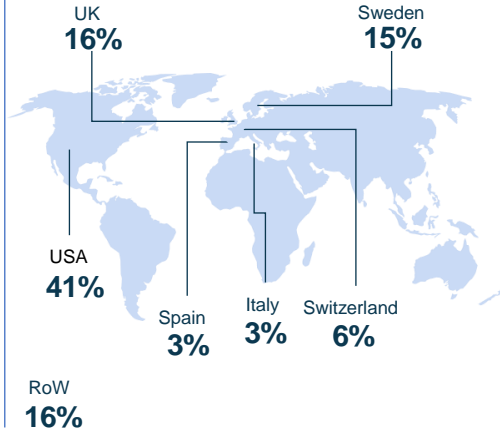 UK
16%
Sweden
15%
USA
41%
Spain
3%
Italy
3%
Switzerland
6%
RoW
16%